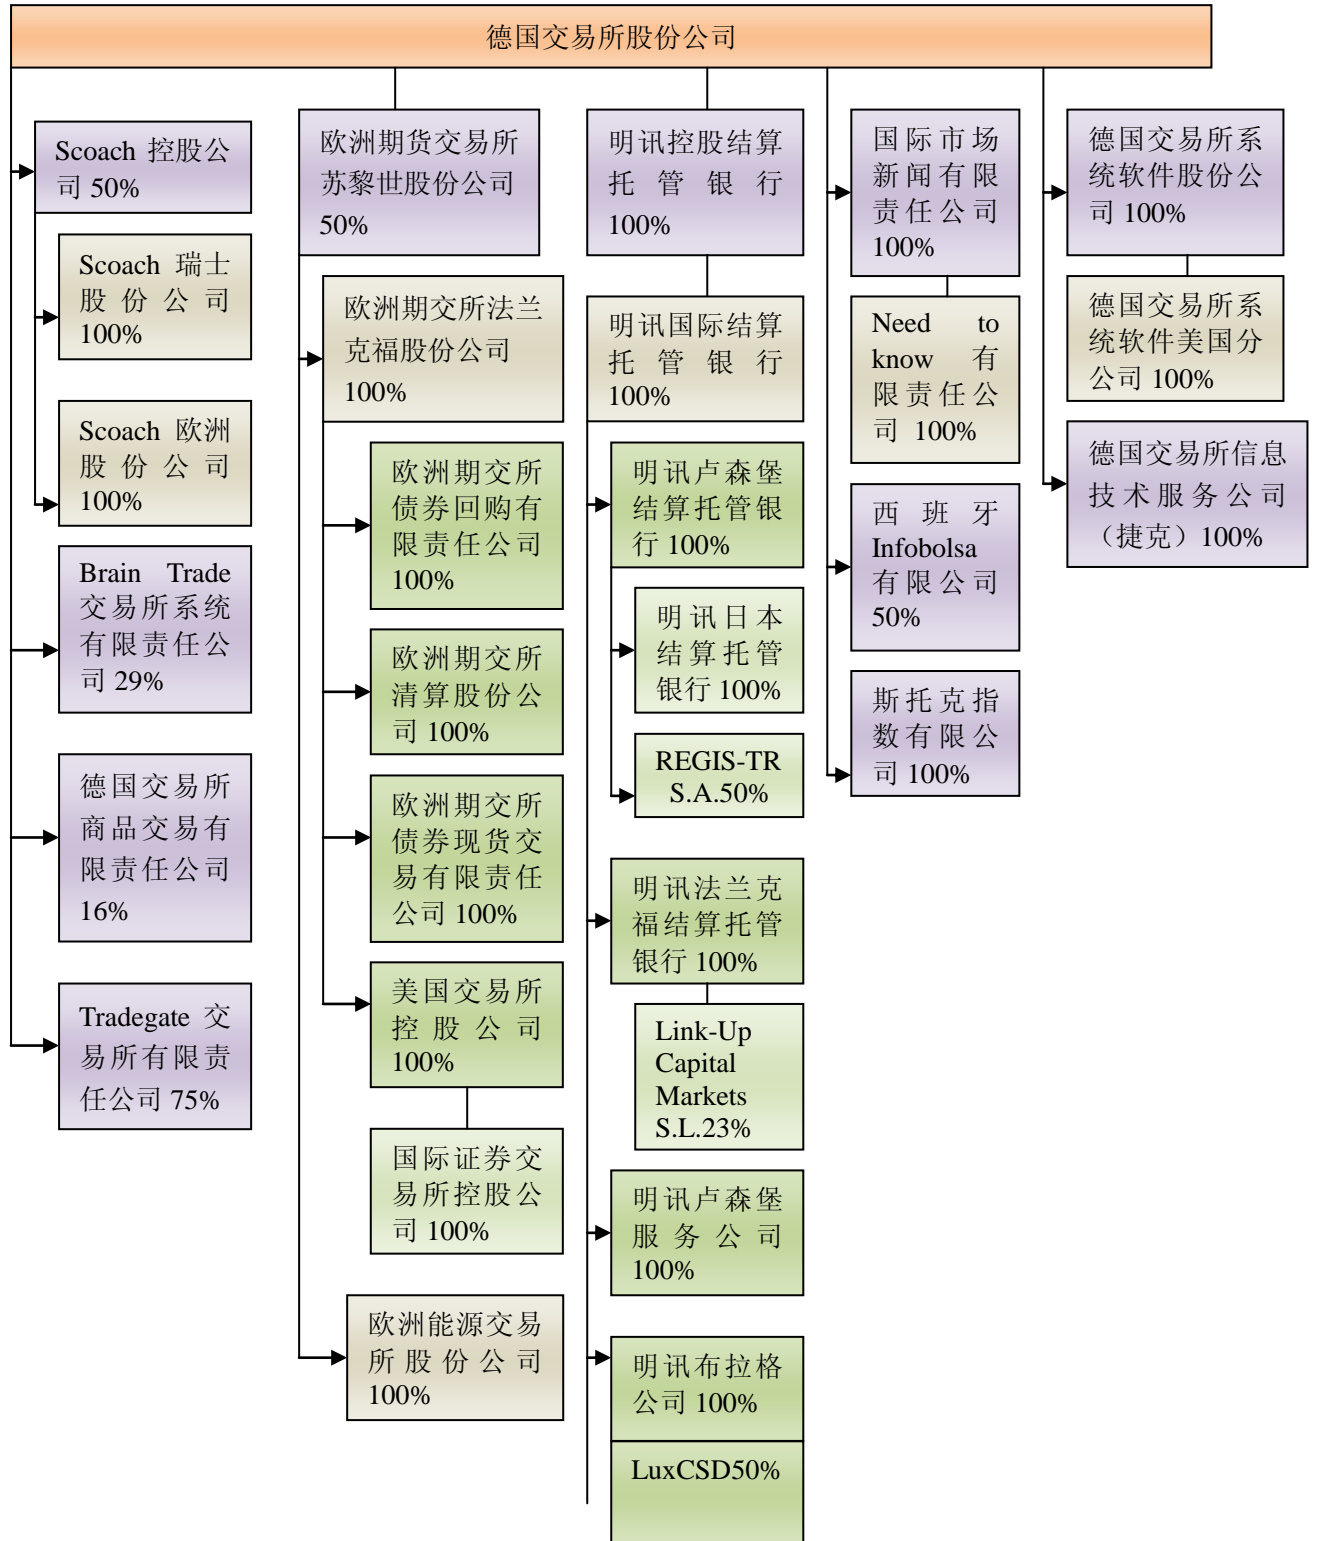 德国交易所股份公司
Scoach 控股公
司 50%
Scoach 瑞士
股份公司
100%
Scoach 欧洲
股份公司
100%
Brain Trade
交易所系统
有限责任公
司 29%
德国交易所
商品交易有
限责任公司
16%
Tradegate 交
易所有限责
任公司 75%
欧洲期货交易所
苏黎世股份公司
50%
欧洲期交所法兰
克福股份公司
100%
欧洲期交所
债券回购有
限责任公司
100%
欧洲期交所
清算股份公
司 100%
欧洲期交所
债券现货交
易有限责任
公司 100%
美国交易所
控股公司
100%
国际证券交
易所控股公
司 100%
欧洲能源交易
所股份公司
100%
明讯控股结算
托管银行
100%
明讯国际结算
托管银行
100%
明讯卢森堡
结算托管银
行 100%
明讯日本
结算托管
银行 100%
REGIS-TR
S.A.50%
明讯法兰克
福结算托管
银行 100%
Link-Up
Capital
Markets
S.L.23%
明讯卢森堡
服务公司
100%
明讯布拉格
公司 100%
LuxCSD50%
国际市场
新闻有限
责任公司
100%
Need to
know 有
限责任公
司 100%
西班牙
Infobolsa
有限公司
50%
斯托克指
数有限公
司 100%
德国交易所系
统软件股份公
司 100%
德国交易所系
统软件美国分
公司 100%
德国交易所信息
技术服务公司
（捷克）100%